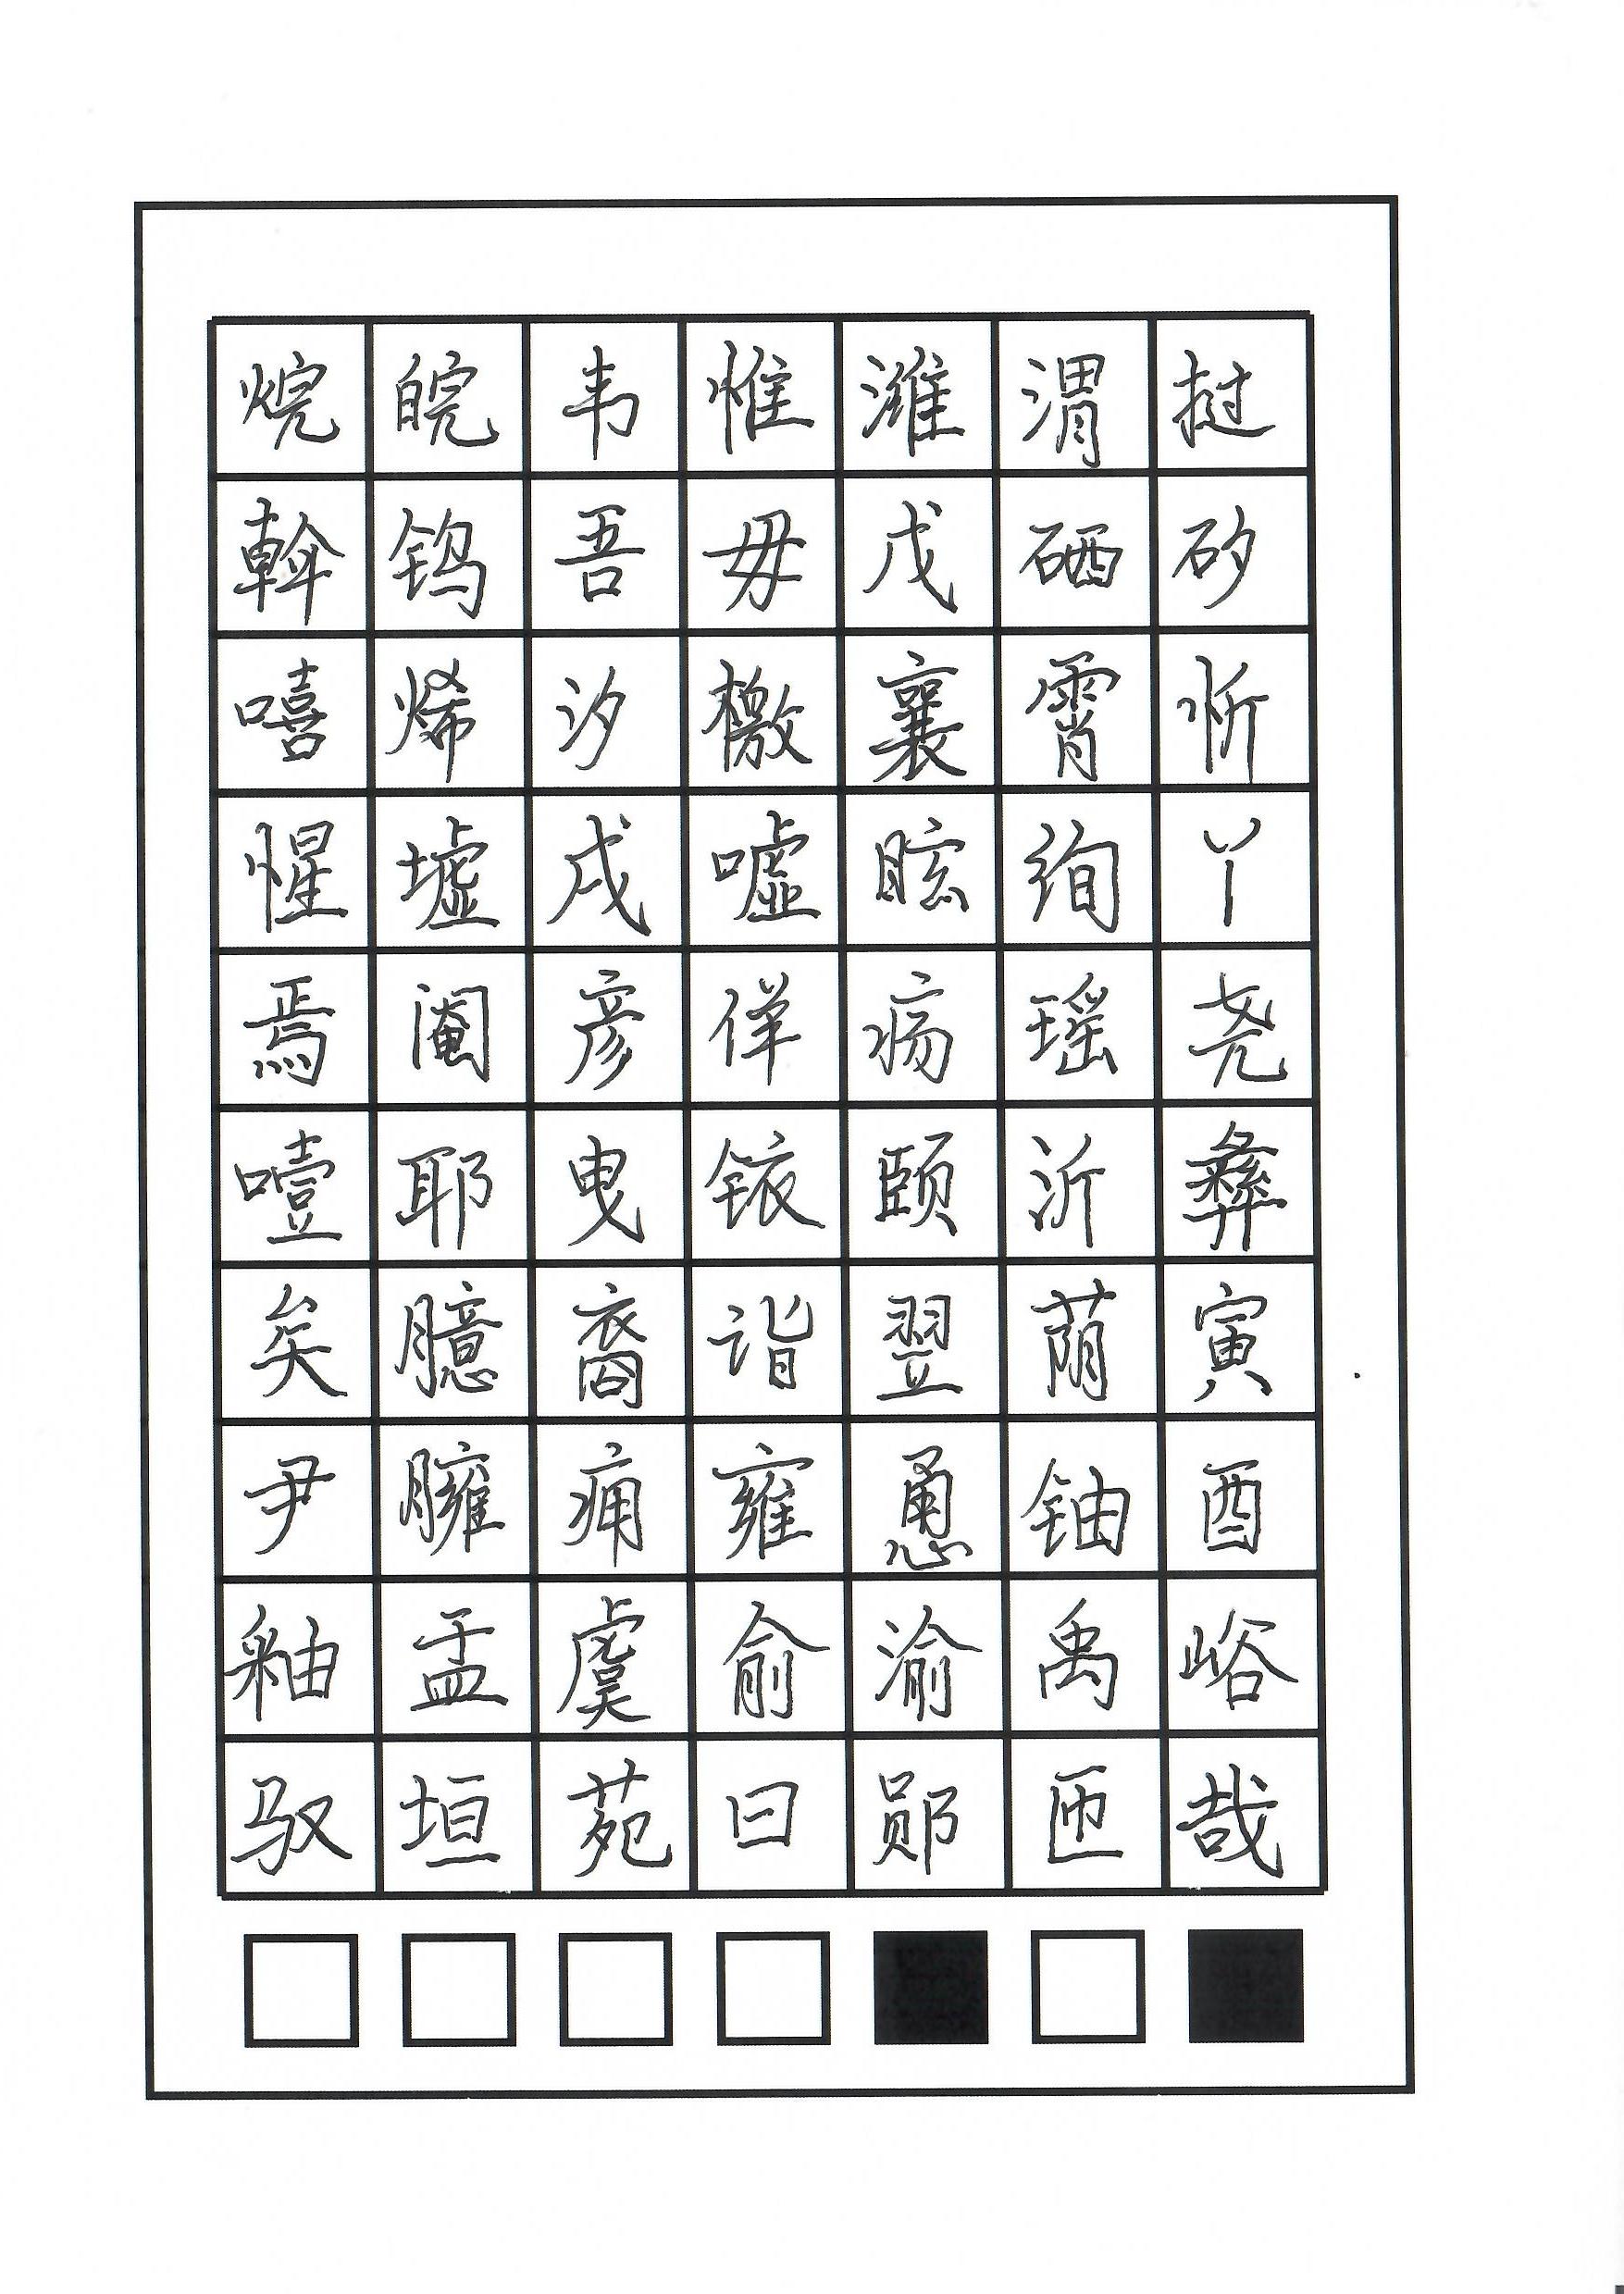 烷皖韦惟潍渭挝
斡钨吾毋戊硒矽
嘻烯汐檄襄霄忻
惺墟戌嘘眩绚丫
焉阉彦佯疡瑶尧
噎耶曳铱颐沂彝
矣臆裔诣翌荫寅
尹臃痈雍恿铀酉
釉盂虞俞渝禹峪
驭垣苑曰郧匝哉